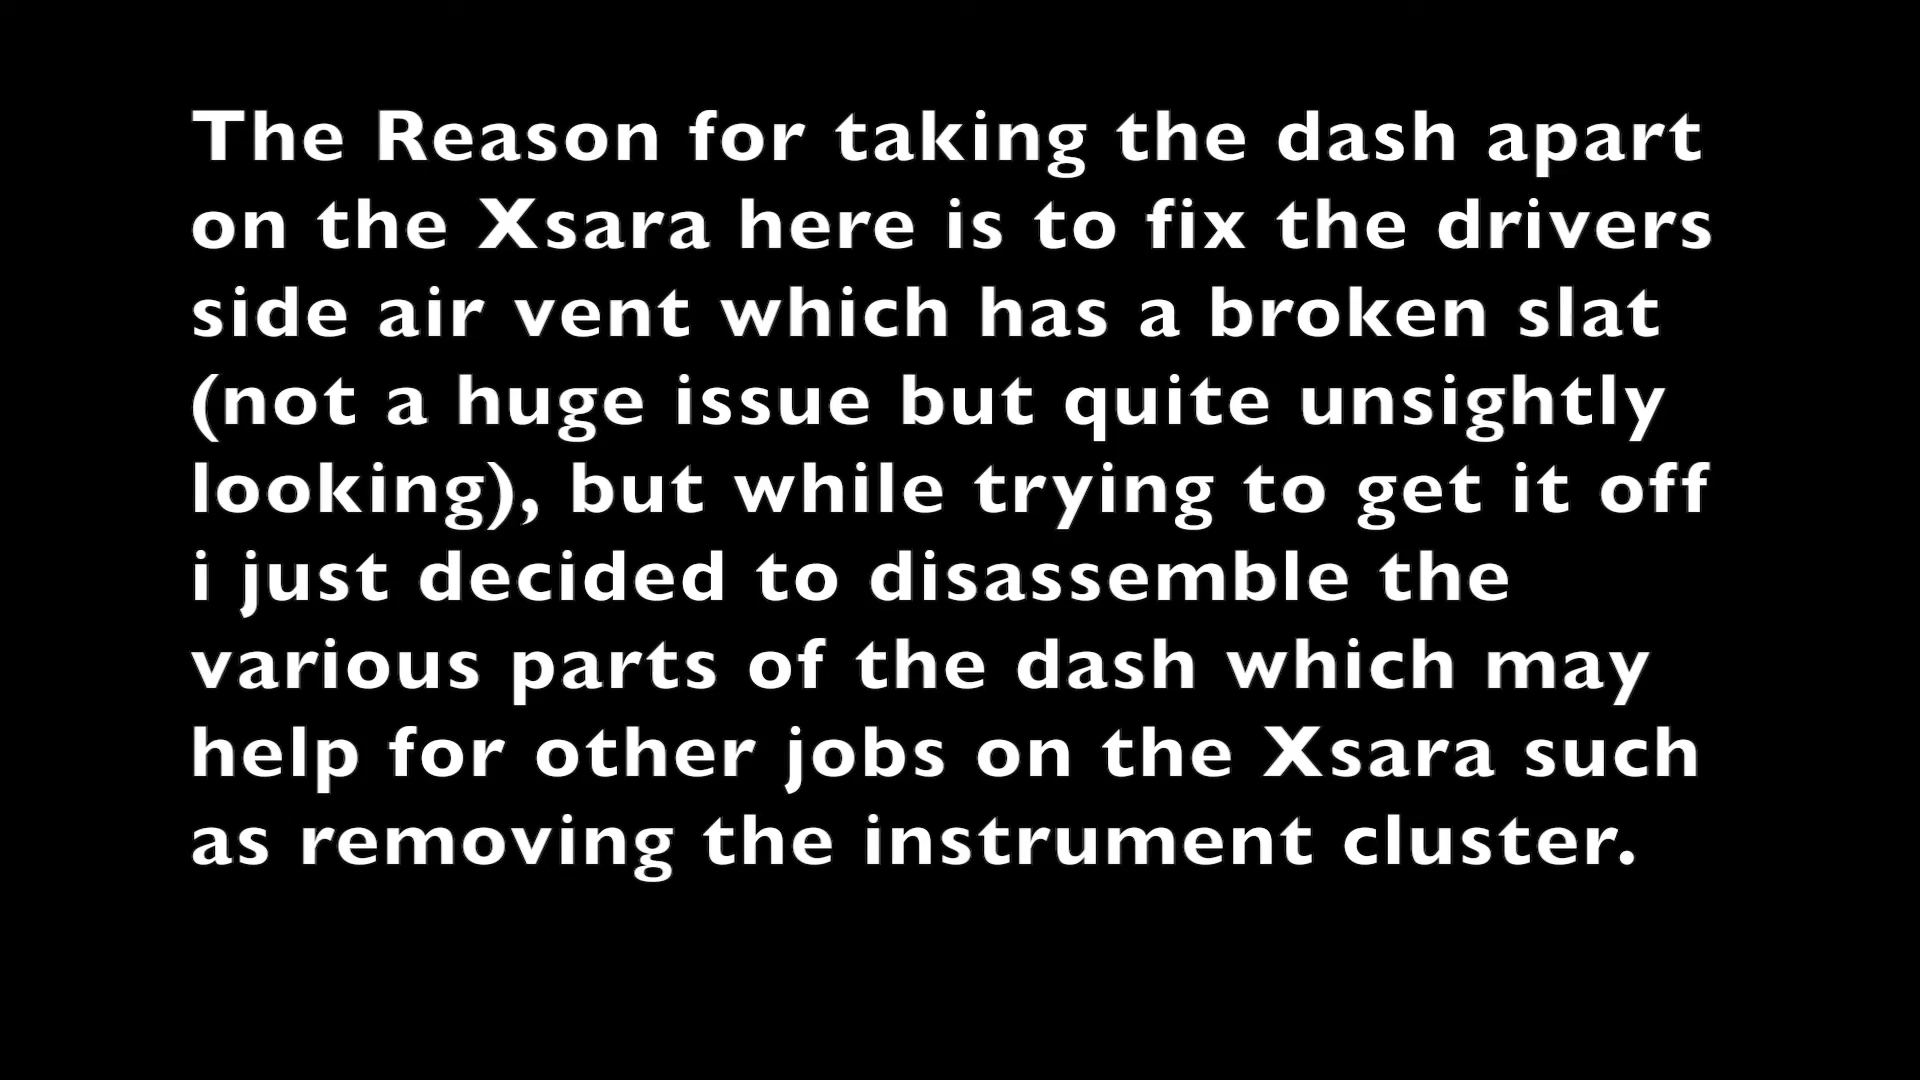 The Reason for taking the dash apart
on the Xsara here is to fix the drivers
side air vent which has a broken slat
(not a huge issue but quite unsightly
looking), but while trying to get it off
i just decided to disassemble the
various parts of the dash which may
help for other jobs on the Xsara such
as removing the instrument cluster.